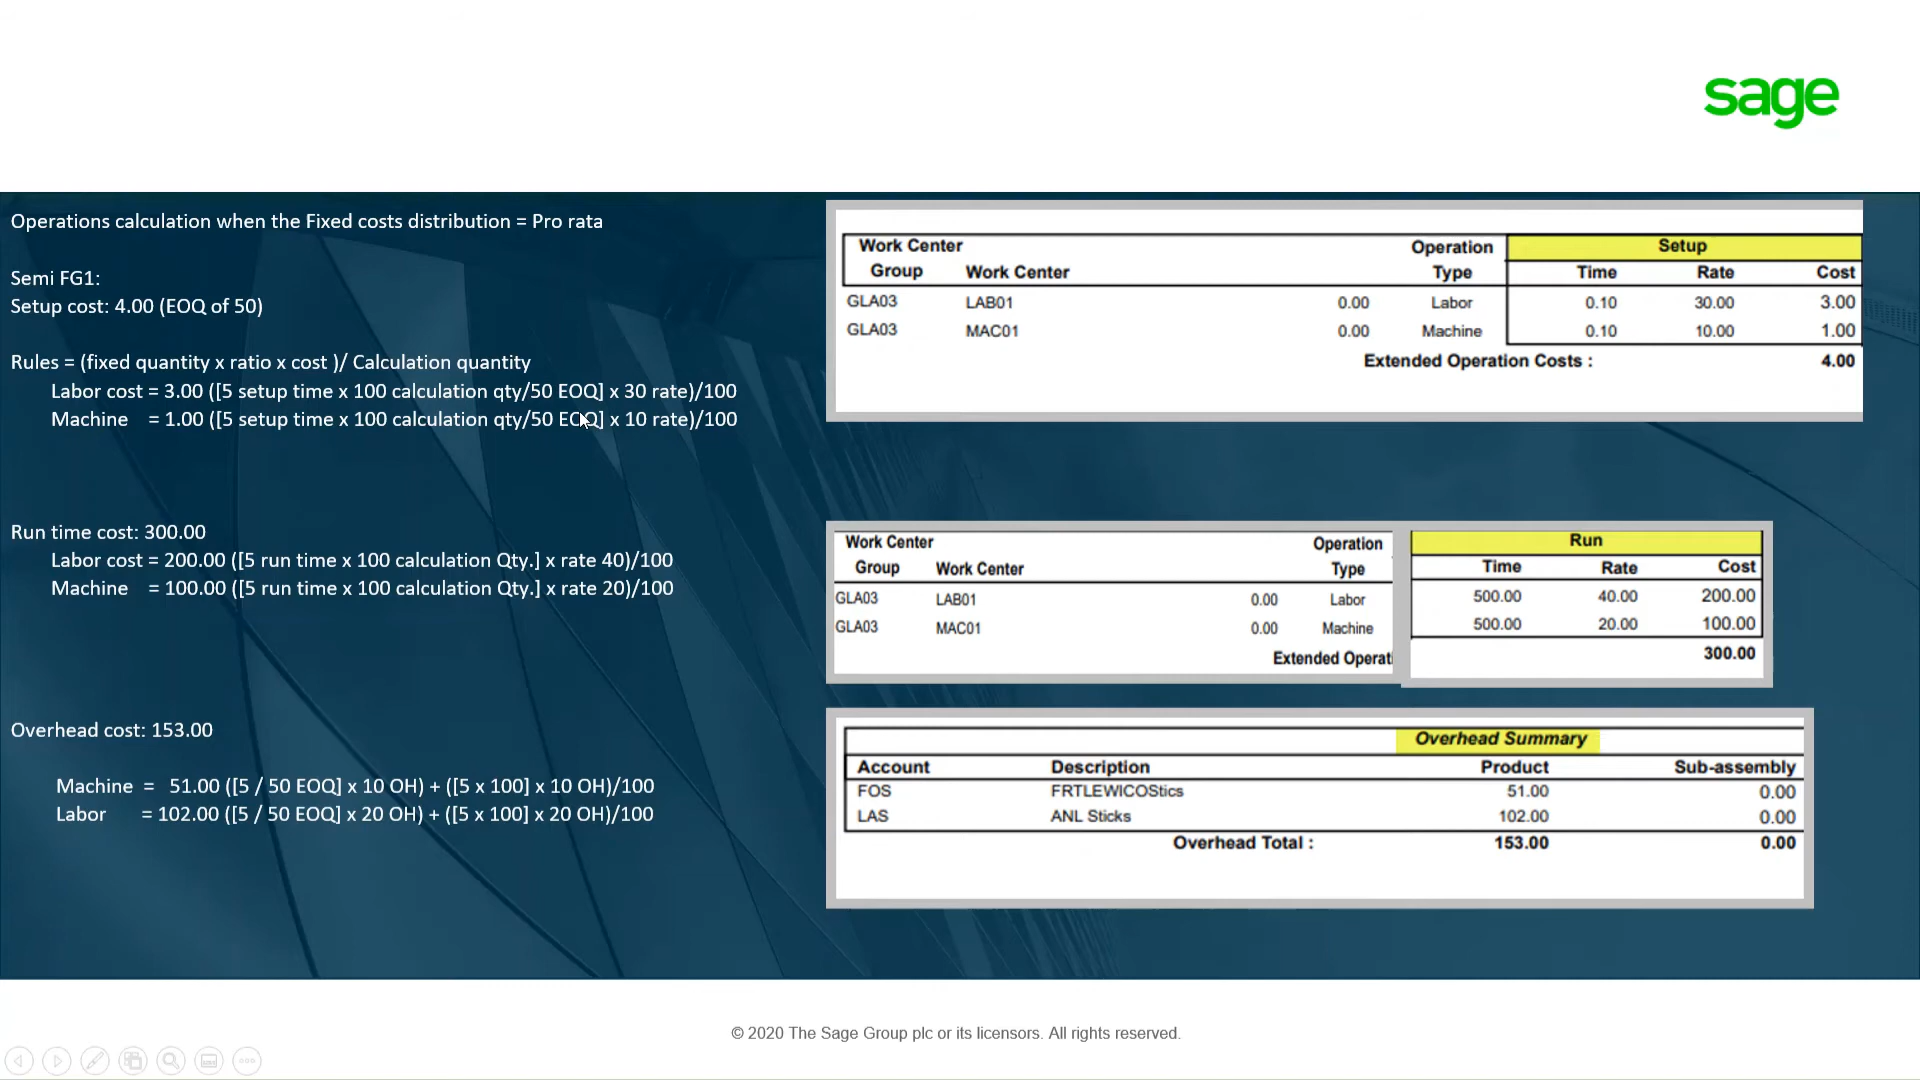 sage
Operations calculation when the Fixed costs distribution = Pro rata
Semi FG1:
Setup cost: 4.00 (EOQ of 50)
Rules = (fixed quantity x ratio x cost )/ Calculation quantity
Labor cost = 3.00 ([5 setup time x 100 calculation qty/50 EOQ] x 30 rate)/100
Machine = 1.00 ([5 setup time x 100 calculation qty/50 EOQ] x 10 rate)/100
Run time cost: 300.00
Labor cost = 200.00 ([5 run time x 100 calculation Qty.] x rate 40)/100
Machine = 100.00 ([5 run time x 100 calculation Qty.] x rate 20)/100
Overhead cost: 153.00
Machine = 51.00 ([5 / 50 EOQ] x 10 OH) + ([5 x 100] x 10 OH)/100
Labor = 102.00 ([5 / 50 EOQ] x 20 OH) + ([5 x 100] x 20 OH)/100
Work Center Operation Setup
Group Work Center Type Time Rate Cost
GLA03 LAB01 0.00 Labor 0.10 30.00 3.00
GLA03 MAC01 0.00 Machine 0.10 10.00 1.00
Extended Operation Costs : 4.00
Work Center Operation Run
Group Work Center Type Time Rate Cost
GLA03 LAB01 0.00 Labor 500.00 40.00 200.00
GLA03 MAC01 0.00 Machine 500.00 20.00 100.00
Extended Operati 300.00
Overhead Summary
Account Description Product Sub-assembly
FOS FRTLEWICOStics 51.00 0.00
LAS ANL Sticks 102.00 0.00
Overhead Total : 153.00 0.00
© 2020 The Sage Group plc or its licensors. All rights reserved.